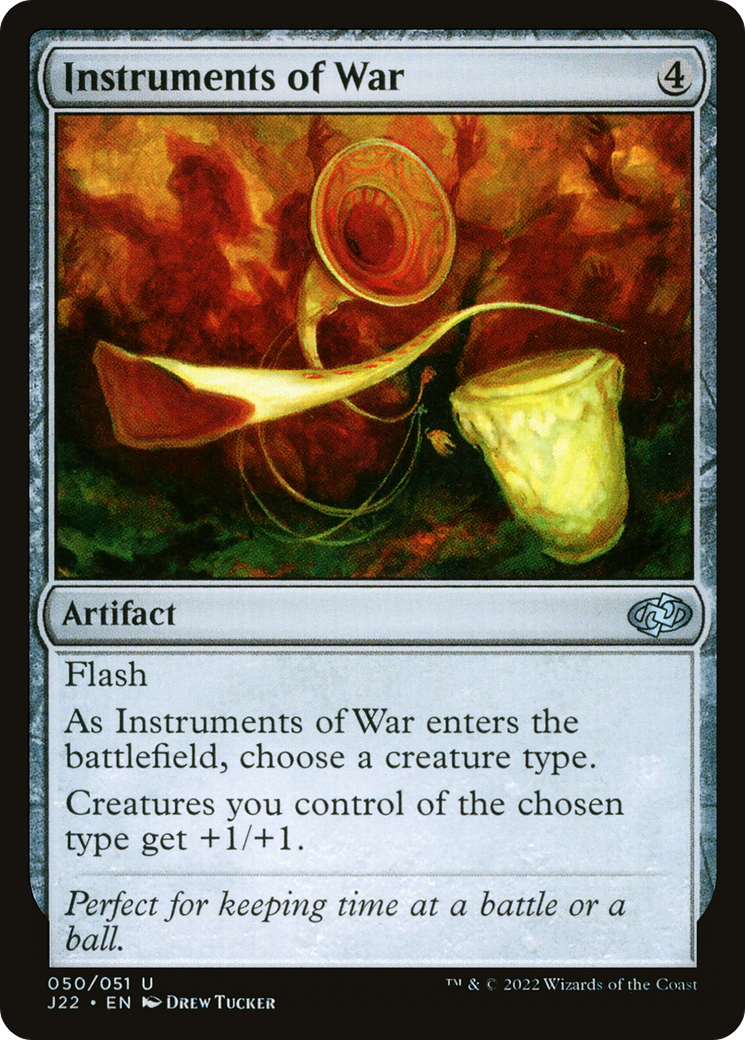 Instruments of War 4
Artifact
Flash
As Instruments of War enters the
battlefield, choose a creature type.
Creatures you control of the chosen
type get +1/+1.
Perfect for keeping time at a battle or a
ball.
050/051 U
™ & © 2022 Wizards of the Coast
J22 • EN DREW TUCKER